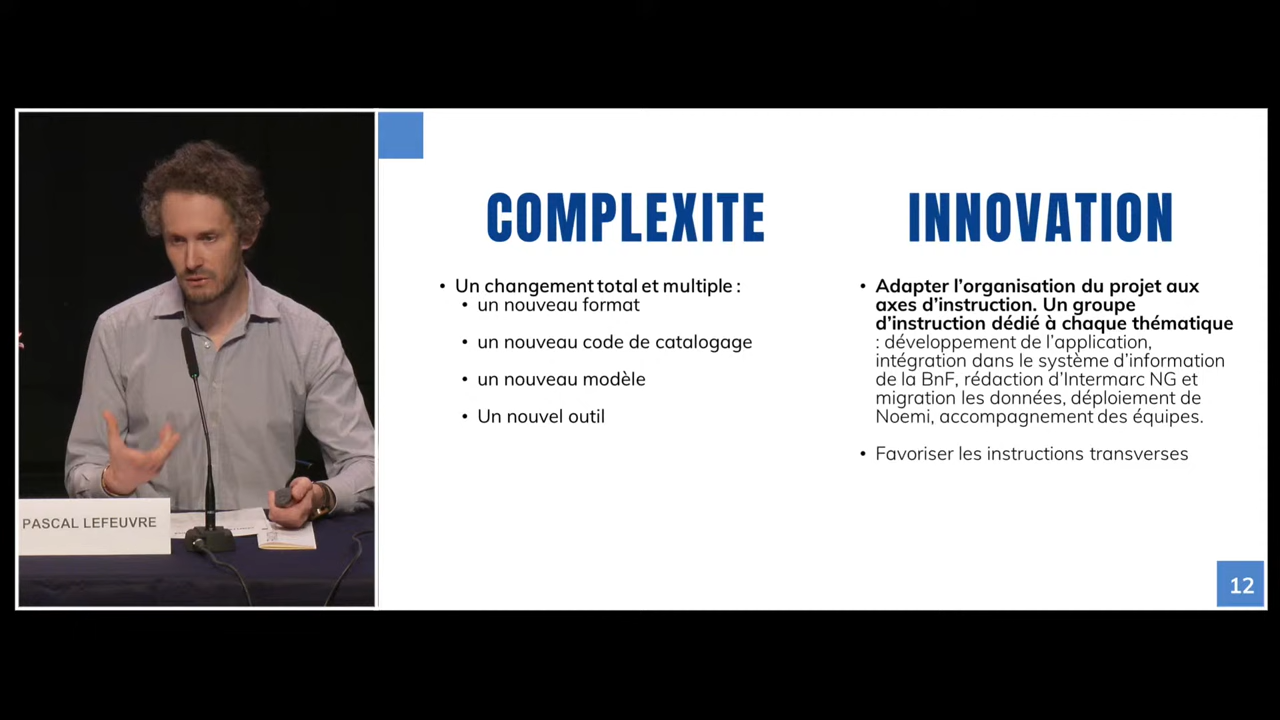 COMPLEXITE
• Un changement total et multiple :
• un nouveau format
• un nouveau code de catalogage
• un nouveau modèle
• Un nouvel outil
INNOVATION
• Adapter l’organisation du projet aux
axes d’instruction. Un groupe
d’instruction dédié à chaque thématique
: développement de l’application,
intégration dans le système d’information
de la BnF, rédaction d’Intermarc NG et
migration les données, déploiement de
Noemi, accompagnement des équipes.
• Favoriser les instructions transverses
PASCAL LEFEUVRE
12